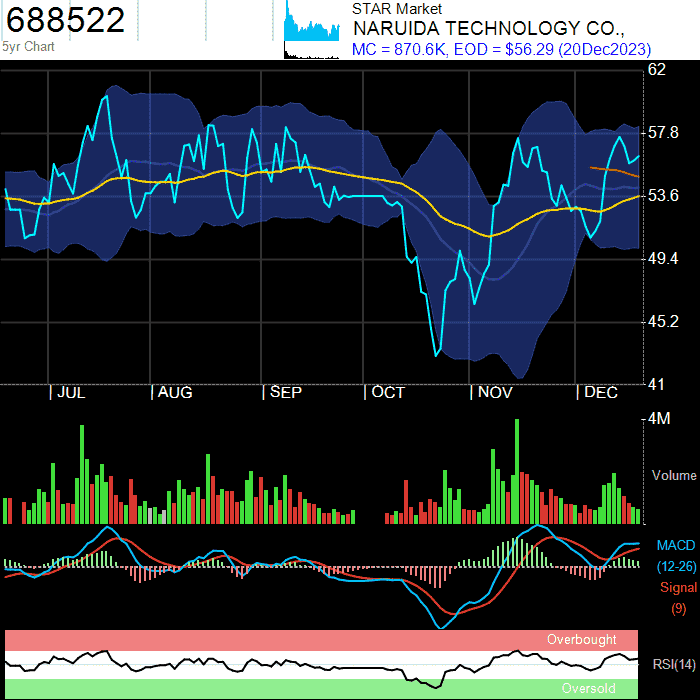 688522
5yr Chart
STAR Market
NARUIDA TECHNOLOGY CO.,
MC = 870.6K, EOD = $56.29 (20Dec2023)
62
57.8
53.6
49.4
45.2
41
JUL AUG SEP OCT NOV DEC
4M
Volume
MACD
(12-26)
Signal
(9)
Overbought
RSI(14)
Oversold